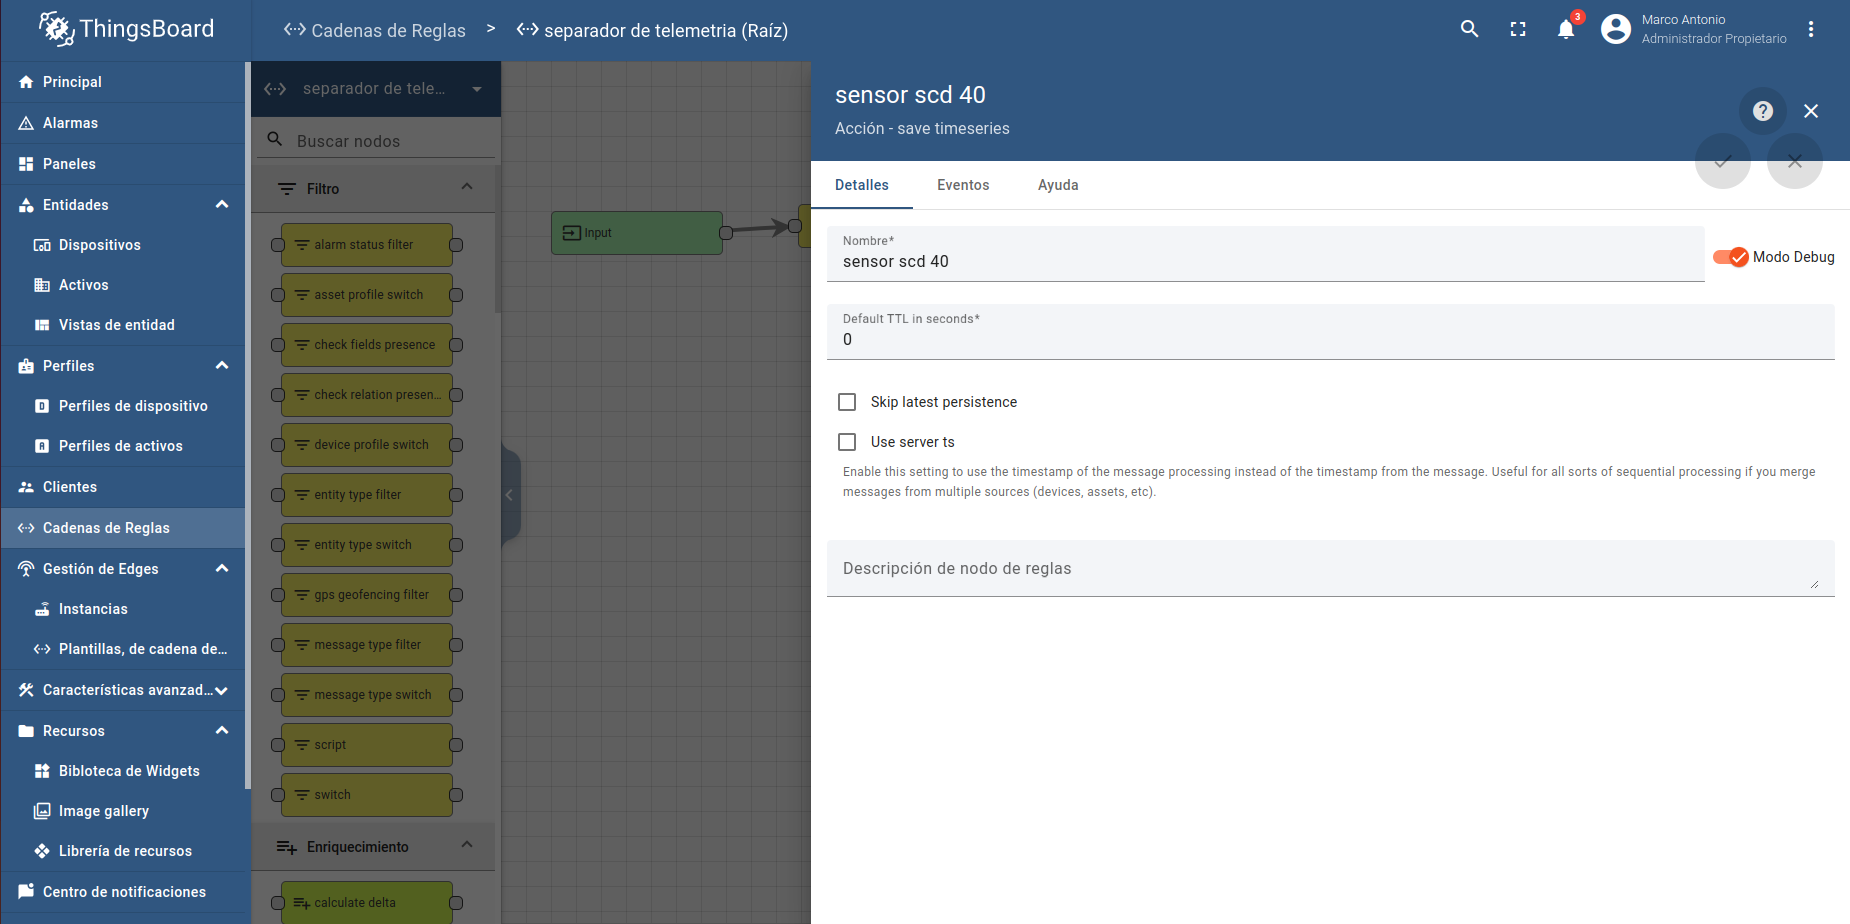 ThingsBoard
Cadenas de Reglas > separador de telemetria (Raíz)
3
Marco Antonio
Administrador Propietario
Principal
Alarmas
Paneles
Entidades
Dispositivos
Activos
Vistas de entidad
Perfiles
D Perfiles de dispositivo
A Perfiles de activos
Clientes
Cadenas de Reglas
Gestión de Edges
Instancias
Plantillas, de cadena de...
Características avanzad...
Recursos
Bibloteca de Widgets
Image gallery
Librería de recursos
Centro de notificaciones
separador de tele...
Buscar nodos
Filtro
alarm status filter
asset profile switch
check fields presence
check relation presen...
device profile switch
entity type filter
entity type switch
gps geofencing filter
message type filter
message type switch
script
switch
Enriquecimiento
calculate delta
Input
sensor scd 40
Acción - save timeseries
?
Detalles Eventos Ayuda
Nombre*
sensor scd 40
Modo Debug
Default TTL in seconds*
0
Skip latest persistence
Use server ts
Enable this setting to use the timestamp of the message processing instead of the timestamp from the message. Useful for all sorts of sequential processing if you merge
messages from multiple sources (devices, assets, etc).
Descripción de nodo de reglas